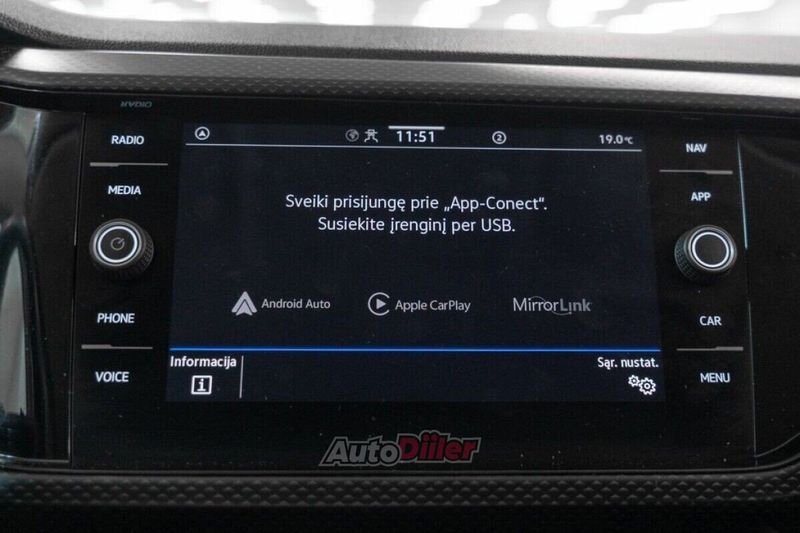 RADIO
MEDIA
PHONE
VOICE
11:51
2
19.0°C
Sveiki prisijungę prie „App-Conect“.
Susiekite įrenginį per USB.
Android Auto
Apple CarPlay
MirrorLink
Informacija
Sąr. nustat.
NAV
APP
CAR
MENU
AutoDiiler